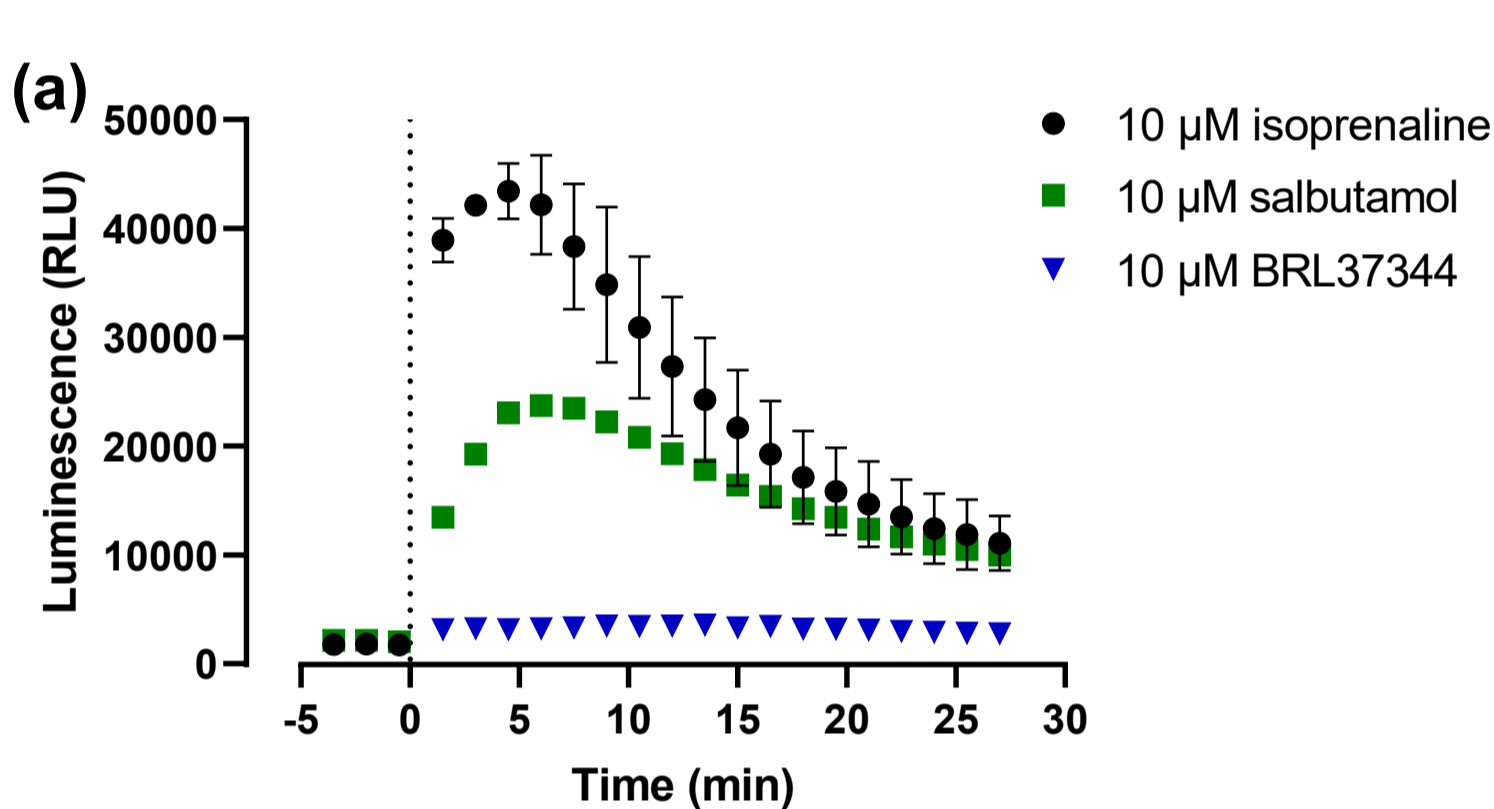 (a)
50000
40000
30000
20000
10000
0
Luminescence (RLU)
-5 0 5 10 15 20 25 30
Time (min)
10 µM isoprenaline
10 µM salbutamol
10 µM BRL37344